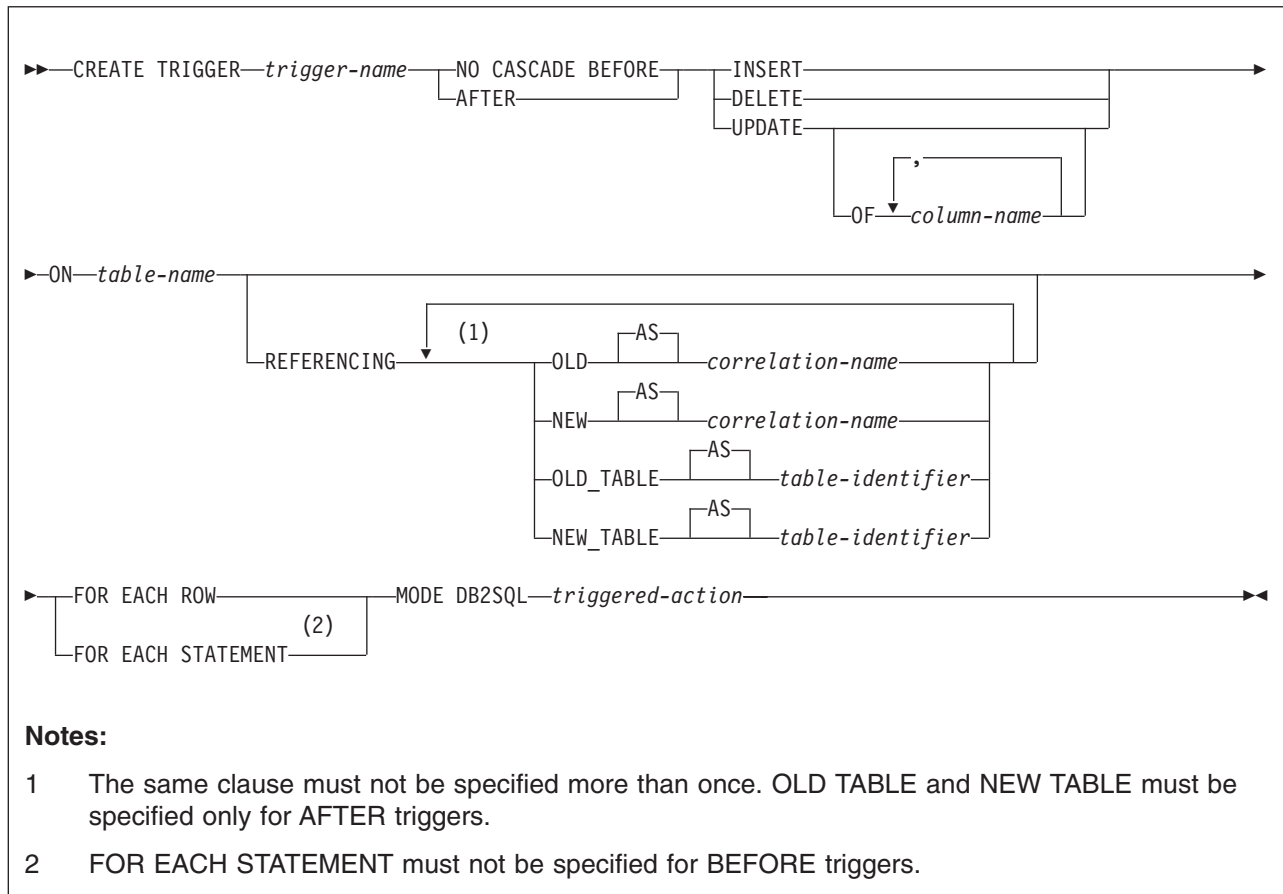 CREATE TRIGGER trigger-name NO CASCADE BEFORE INSERT
AFTER DELETE
UPDATE
,
OF column-name
ON table-name
(1) AS
REFERENCING OLD correlation-name
AS
NEW correlation-name
AS
OLD_TABLE table-identifier
AS
NEW_TABLE table-identifier
FOR EACH ROW MODE DB2SQL triggered-action
(2)
FOR EACH STATEMENT
Notes:
1 The same clause must not be specified more than once. OLD TABLE and NEW TABLE must be
specified only for AFTER triggers.
2 FOR EACH STATEMENT must not be specified for BEFORE triggers.